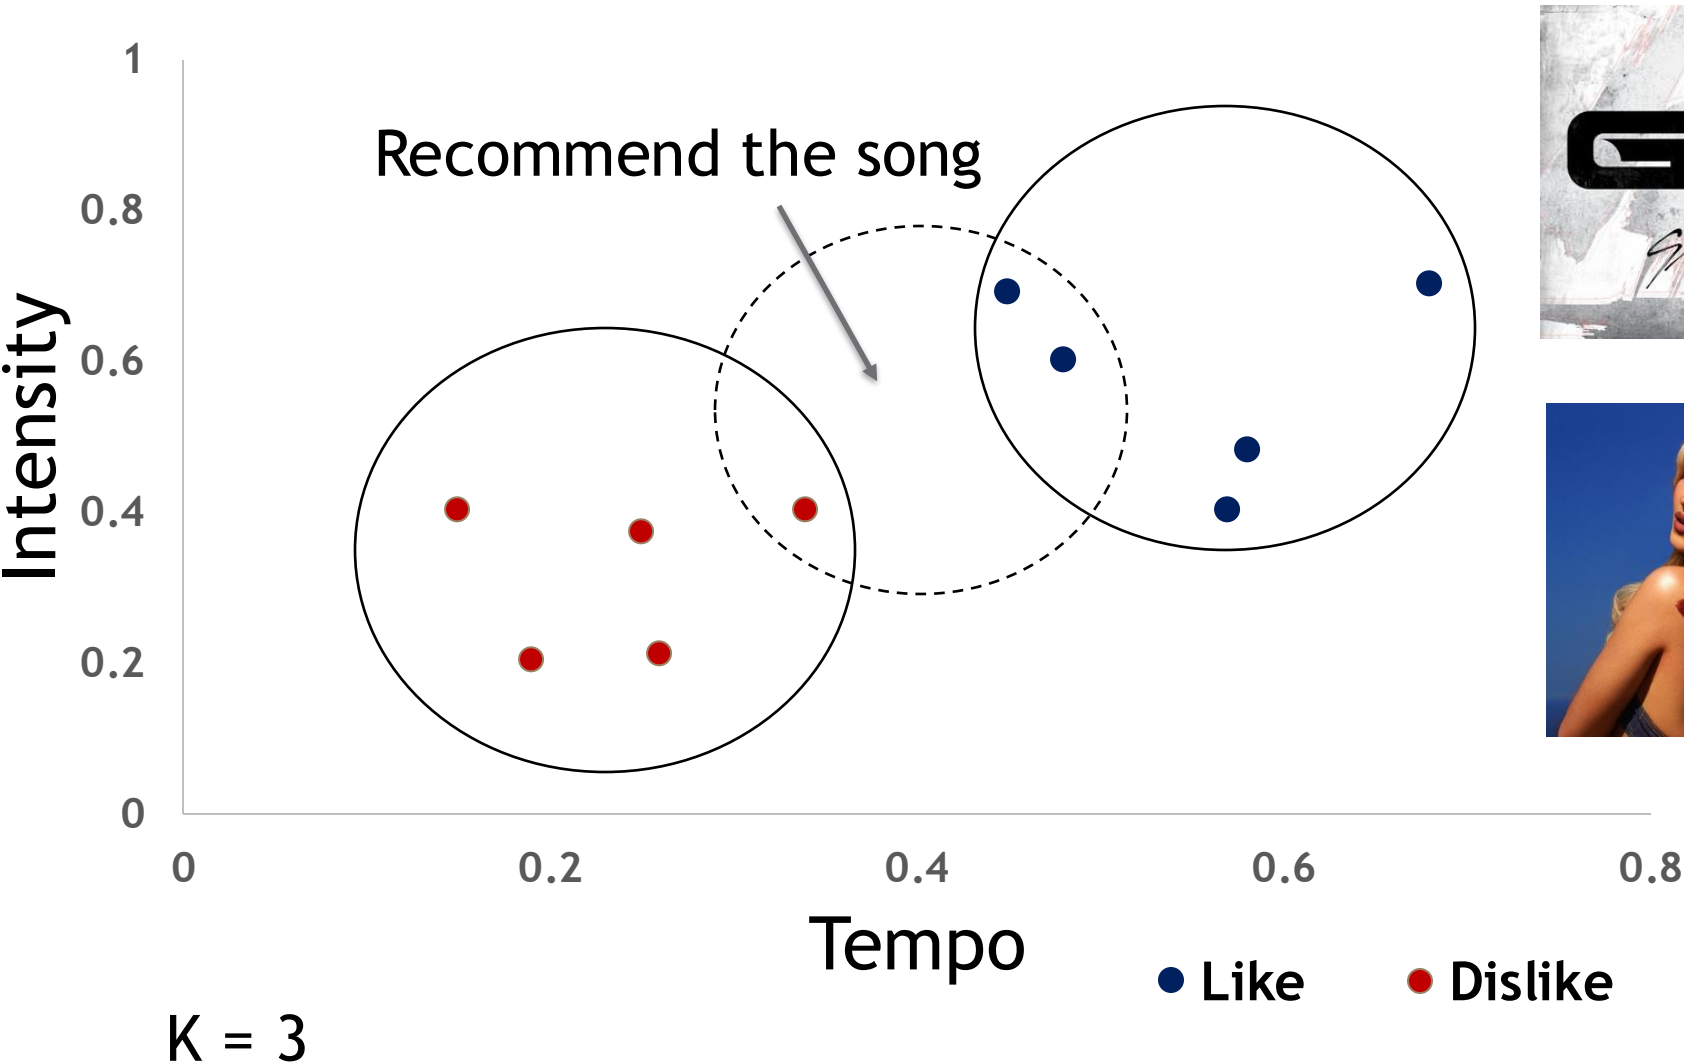 1
Recommend the song
0.8
0.6
Intensity
0.4
0.2
0
0 0.2 0.4 0.6 0.8
Tempo
Like Dislike
K = 3